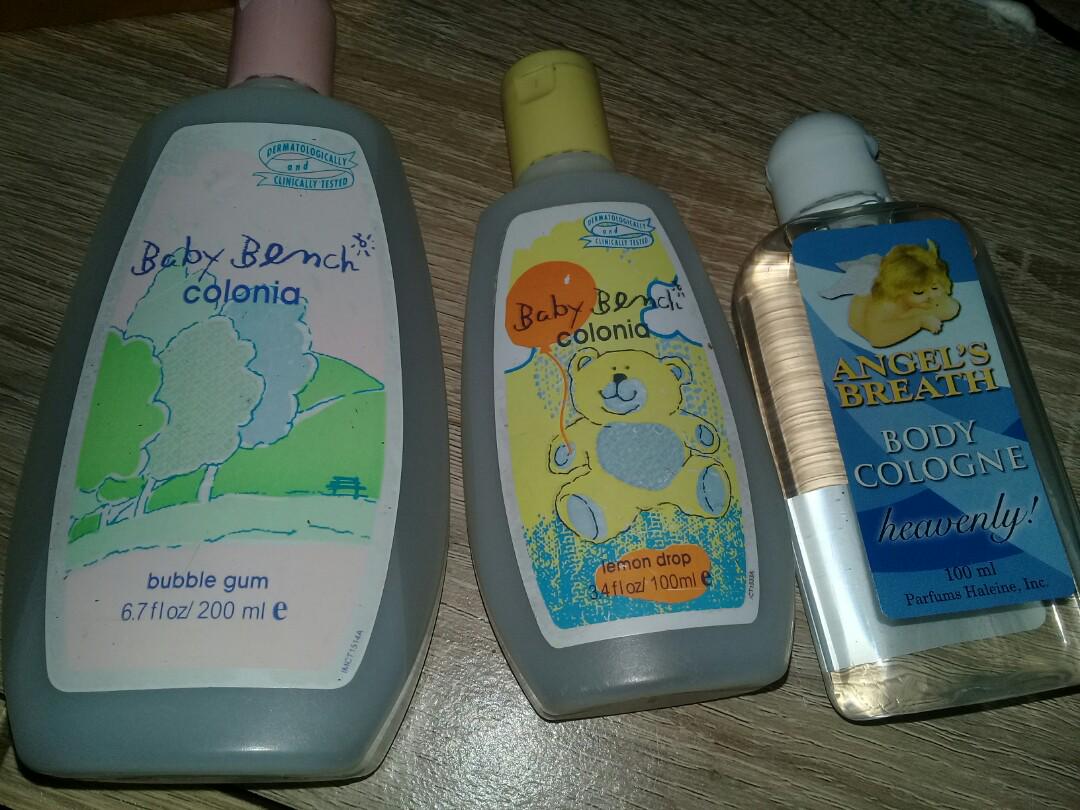 DERMATOLOGICALLY
and
CLINICALLY TESTED
Baby Bench
colonia
bubble gum
6.7 fl oz/ 200 ml e
IMCT1514A
DERMATOLOGICALLY
and
CLINICALLY TESTED
Baby Bench
colonia
lemon drop
3.4 fl oz/ 100ml e
ANGEL'S
BREATH
BODY
COLOGNE
heavenly!
100 ml
Parfums Haleine, Inc.